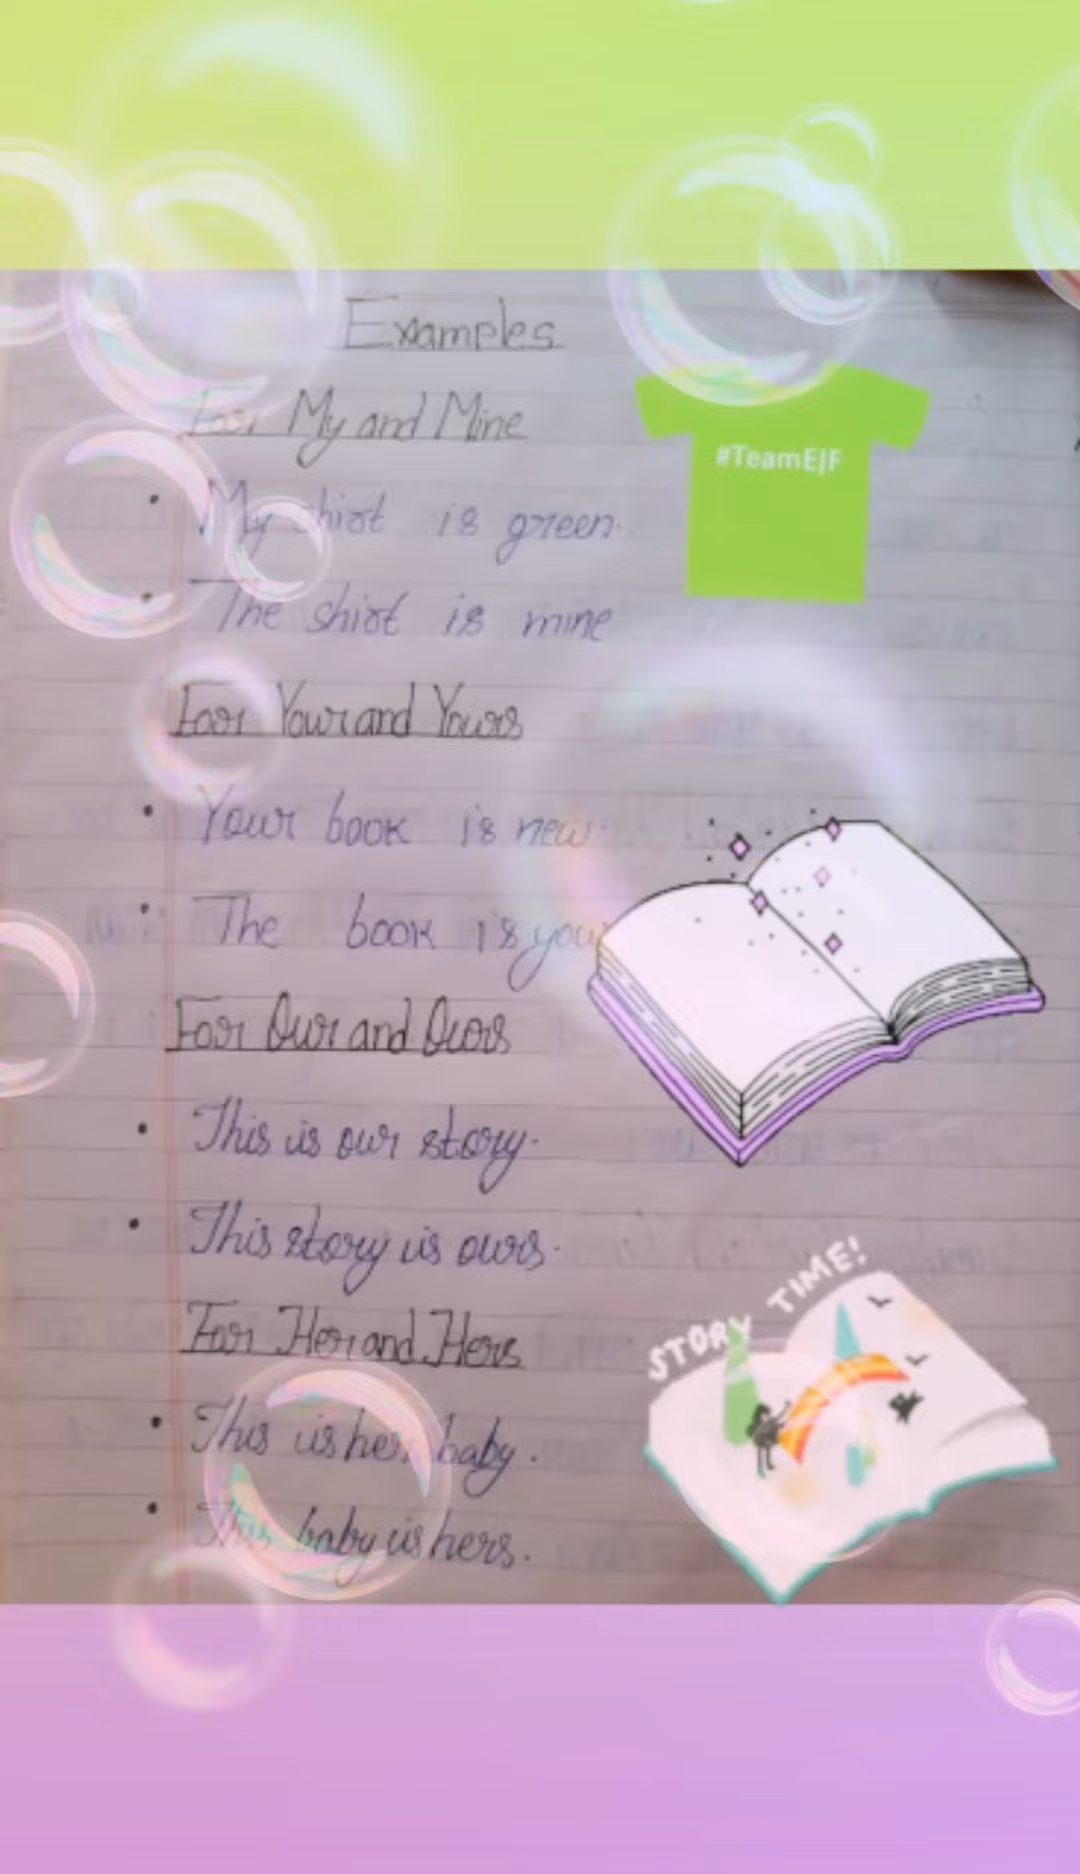 Examples
For My and Mine
#TeamEJF
My shirt is green.
The shirt is mine
For Your and Yours
Your book is new.
The book is
For Our and Ours
This is our story.
This story is ours.
STORY TIME!
For Her and Hers
This is her baby.
This baby is hers.